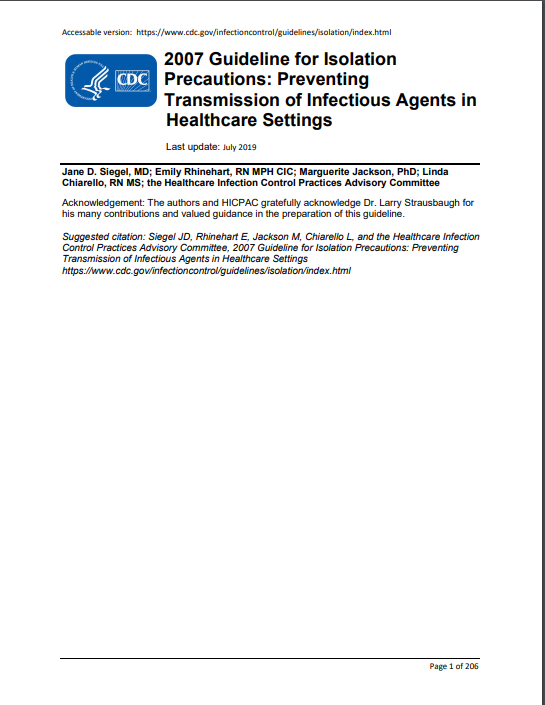 Accessable version: https://www.cdc.gov/infectioncontrol/guidelines/isolation/index.html
CDC
2007 Guideline for Isolation
Precautions: Preventing
Transmission of Infectious Agents in
Healthcare Settings
Last update: July 2019
Jane D. Siegel, MD; Emily Rhinehart, RN MPH CIC; Marguerite Jackson, PhD; Linda
Chiarello, RN MS; the Healthcare Infection Control Practices Advisory Committee
Acknowledgement: The authors and HICPAC gratefully acknowledge Dr. Larry Strausbaugh for
his many contributions and valued guidance in the preparation of this guideline.
Suggested citation: Siegel JD, Rhinehart E, Jackson M, Chiarello L, and the Healthcare Infection
Control Practices Advisory Committee, 2007 Guideline for Isolation Precautions: Preventing
Transmission of Infectious Agents in Healthcare Settings
https://www.cdc.gov/infectioncontrol/guidelines/isolation/index.html
Page 1 of 206